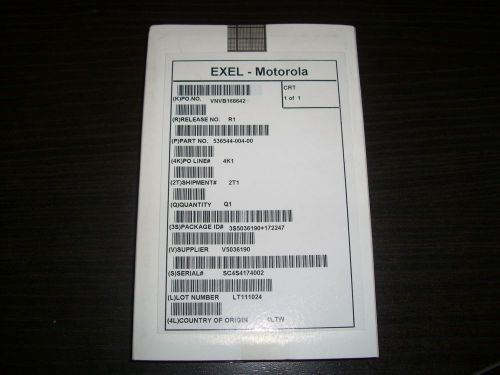 EXEL - Motorola
CRT
1 of 1
(K)PO.NO. VNVB168642
(R)RELEASE NO. R1
(P)PART NO. 536544-004-00
(4K)PO LINE# 4K1
(2T)SHIPMENT# 2T1
(Q)QUANTITY Q1
(3S)PACKAGE ID# 3S5036190+172247
(V)SUPPLIER V5036190
(S)SERIAL# SC4S4174002
(L)LOT NUMBER LT111024
(4L)COUNTRY OF ORIGIN 4LTW